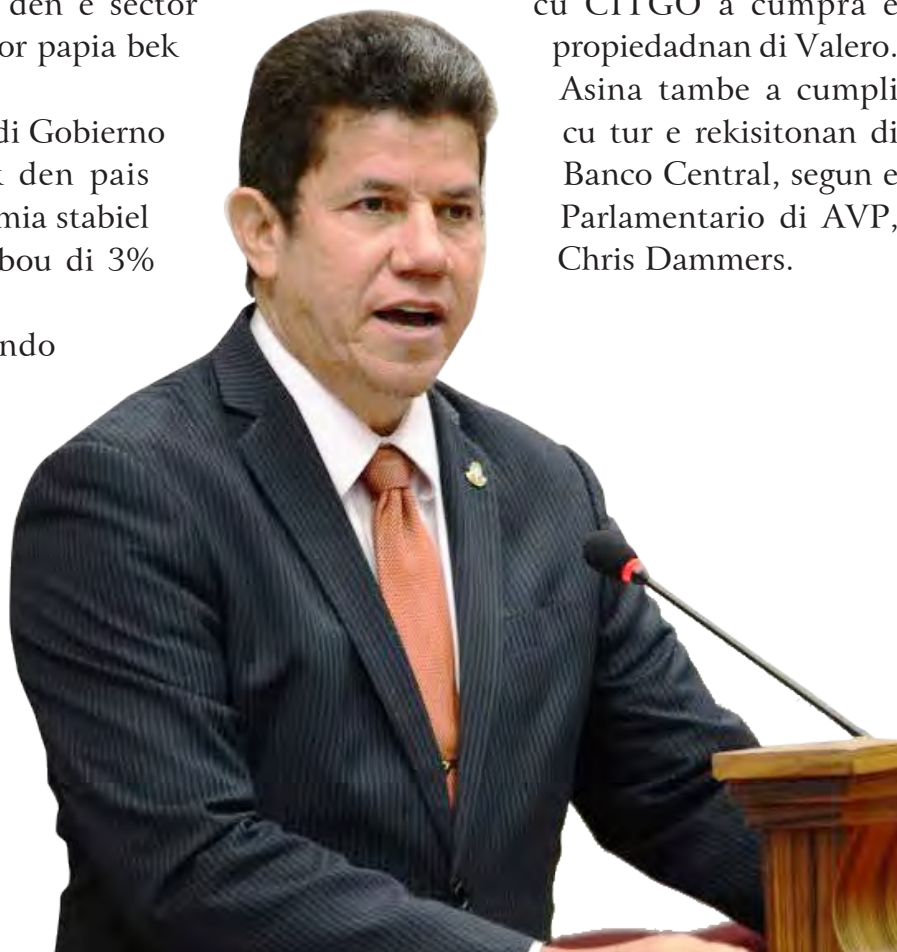 den e sector
or papia bek
di Gobierno
den pais
mia stabiel
bou di 3%
ndo
cu CITGO a cumpra e
propiedadnan di Valero.
Asina tambe a cumpli
cu tur e rekisitonan di
Banco Central, segun e
Parlamentario di AVP,
Chris Dammers.